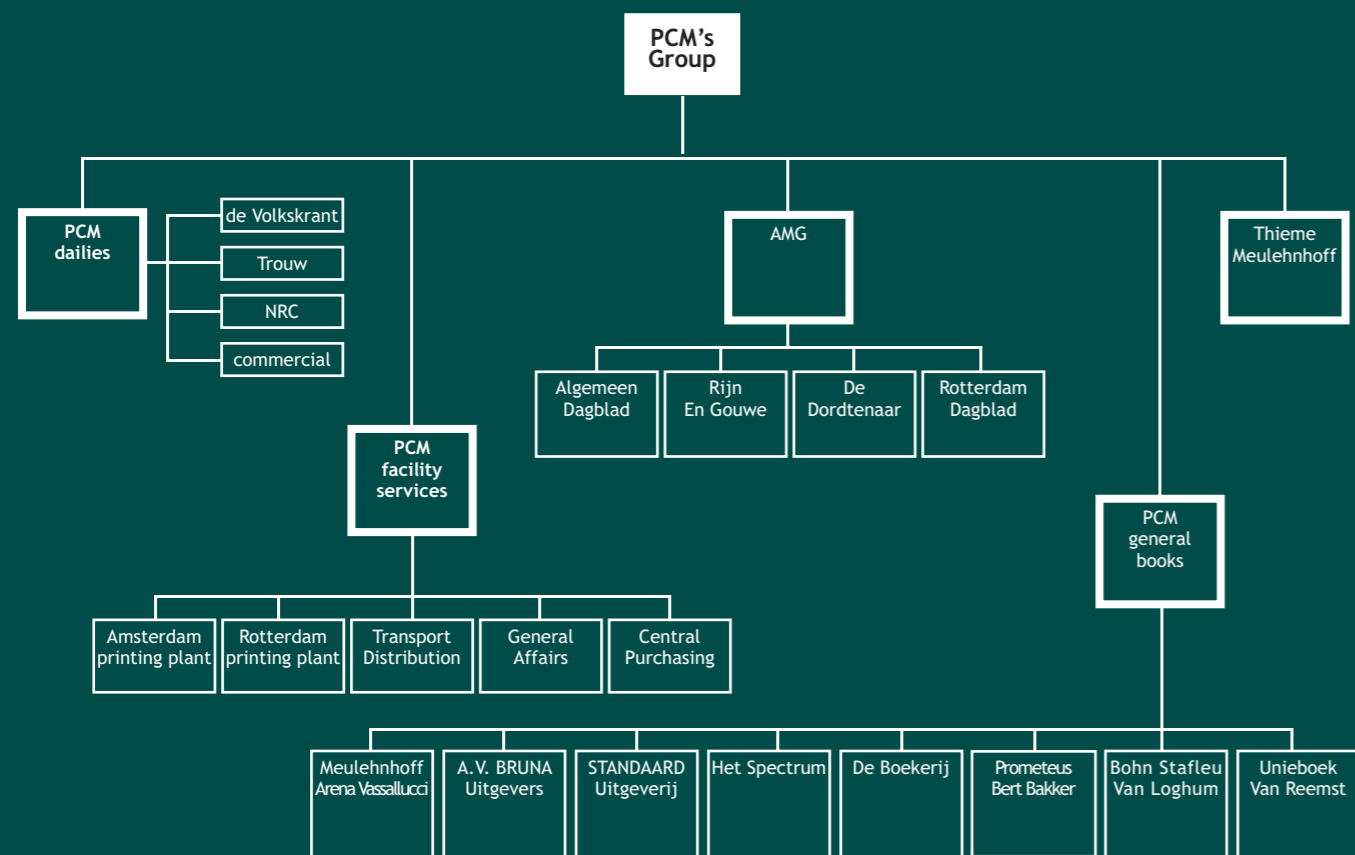 PCM's
Group
PCM
dailies
de Volkskrant
Trouw
NRC
commercial
AMG
Algemeen
Dagblad
Rijn
En Gouwe
De
Dordtenaar
Rotterdam
Dagblad
Thieme
Meulehnhoff
PCM
facility
services
Amsterdam
printing plant
Rotterdam
printing plant
Transport
Distribution
General
Affairs
Central
Purchasing
PCM
general
books
Meulehnhoff
Arena Vassallucci
A.V. BRUNA
Uitgevers
STANDAARD
Uitgeverij
Het Spectrum
De Boekerij
Prometeus
Bert Bakker
Bohn Stafleu
Van Loghum
Unieboek
Van Reemst